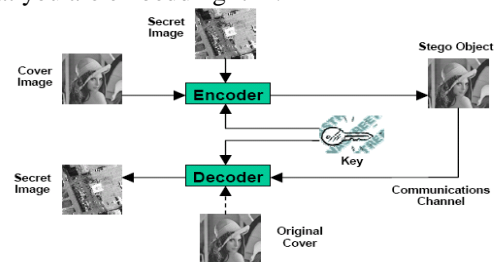 Secret
Image
Stego Object
Cover
Image
Encoder
Key
Secret
Image
Decoder
Communications
Channel
Original
Cover